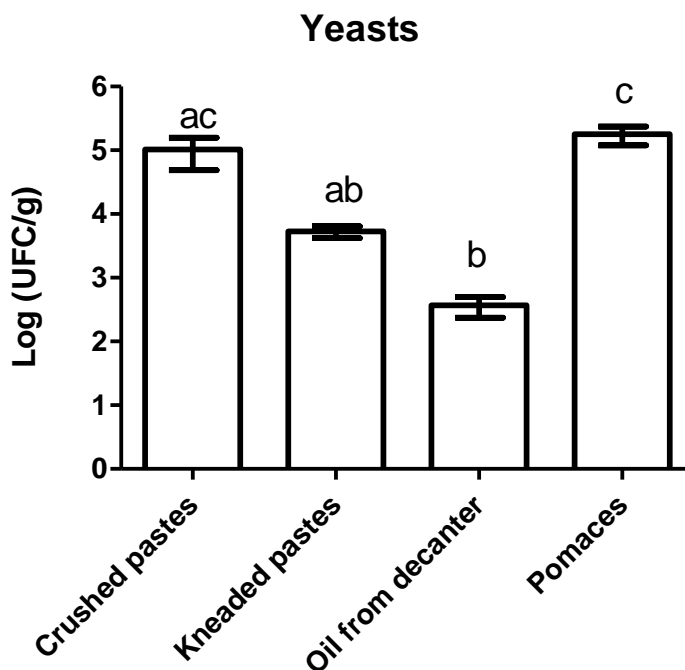 Yeasts
Log (UFC/g)
6
5
4
3
2
1
0
ac
ab
b
c
Crushed pastes
Kneaded pastes
Oil from decanter
Pomaces